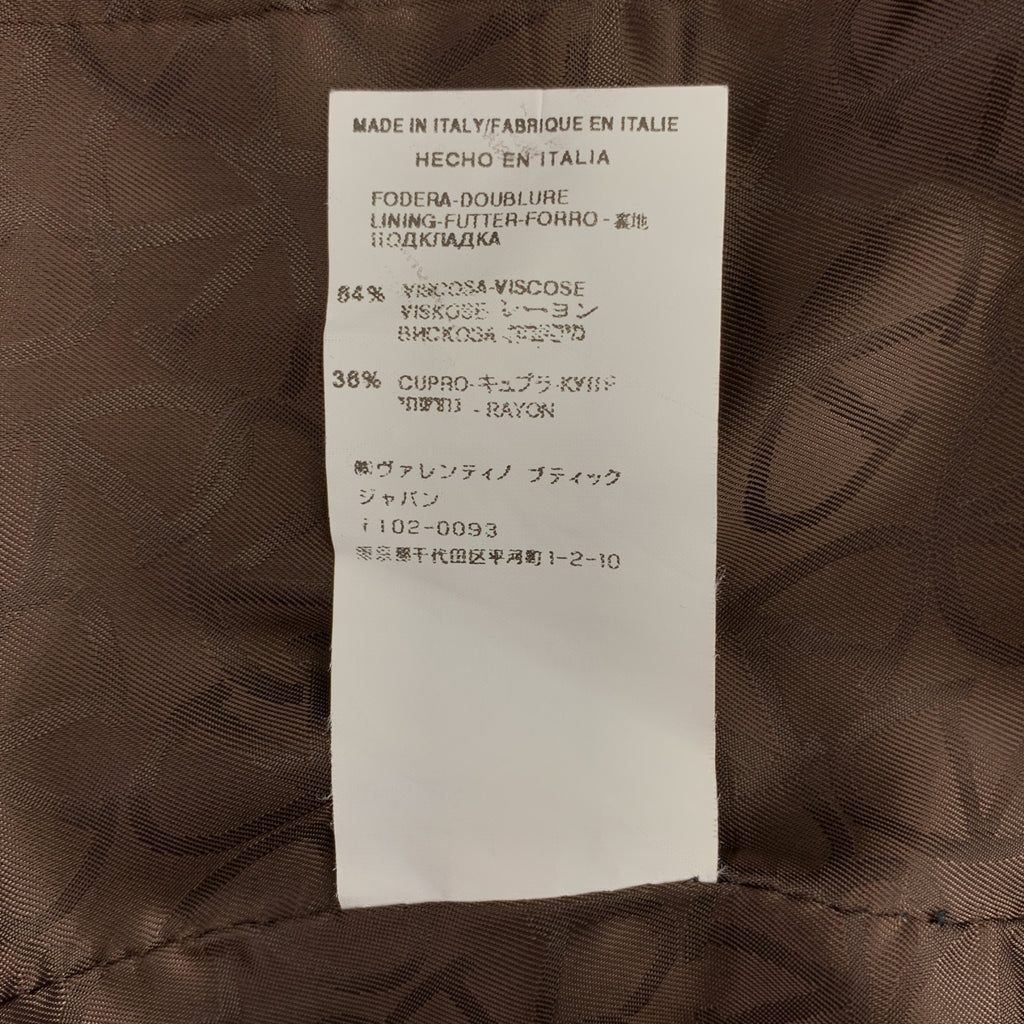 MADE IN ITALY/FABRIQUE EN ITALIE
HECHO EN ITALIA
FODERA-DOUBLURE
LINING-FUTTER-FORRO - 裏地
ПОДКЛАДКА
64% VISCOSA-VISCOSE
VISKOSE- レーヨン
ВИСКОЗА
36% CUPRO-キュプラ
- RAYON
㈱ヴァレンティノ ブティック
ジャパン
〒102-0093
東京都千代田区平河町1-2-10